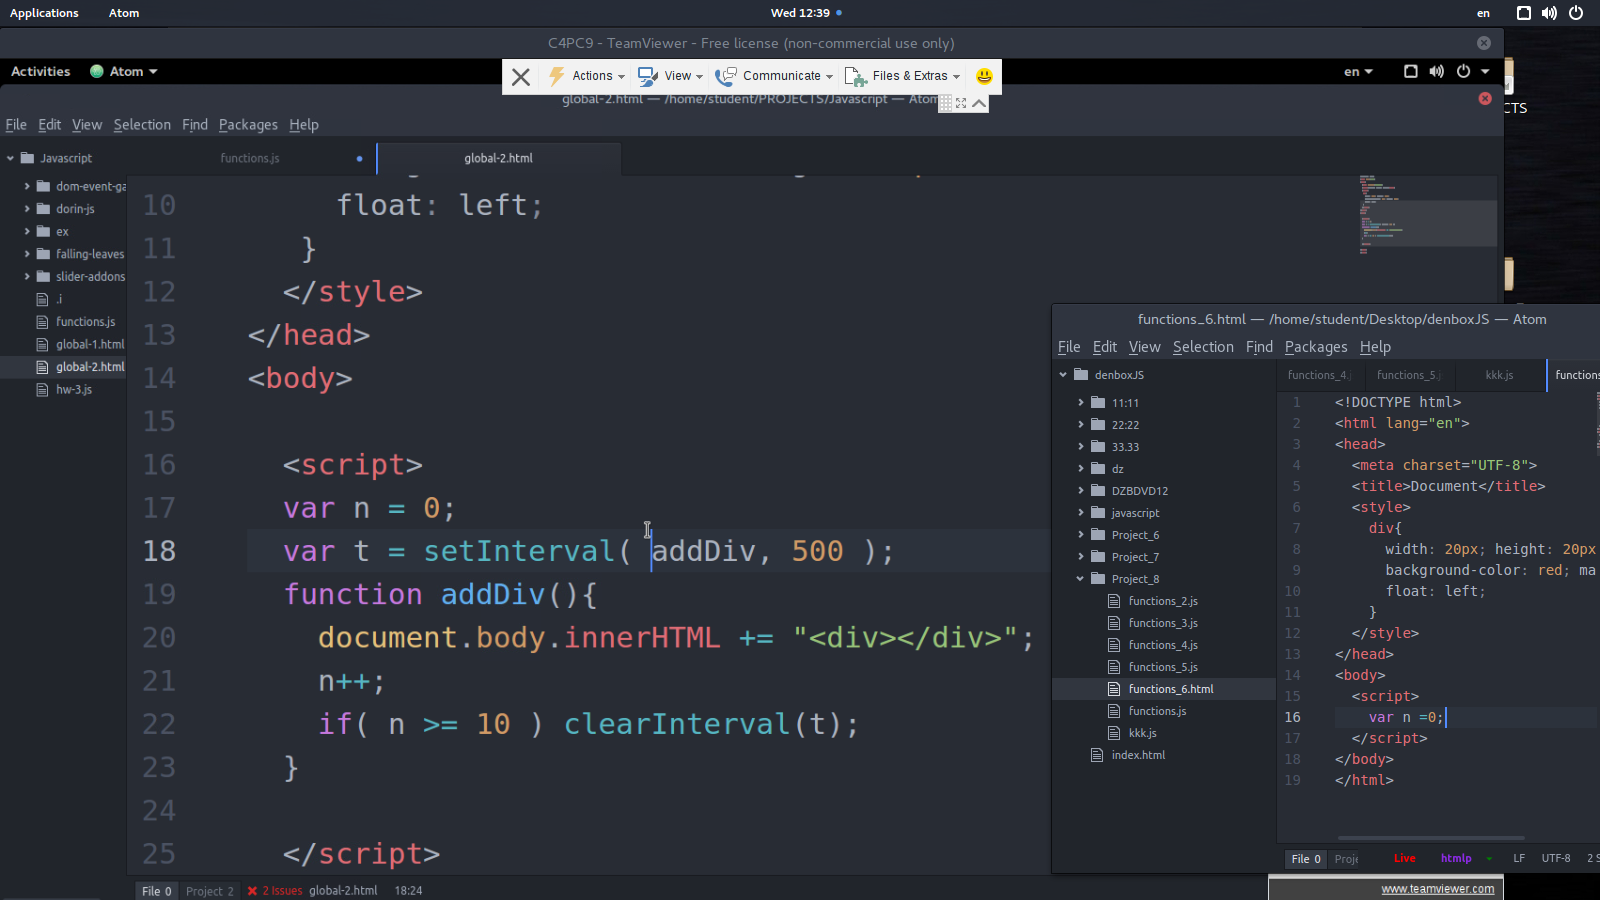 Applications Atom Wed 12:39 en
C4PC9 - TeamViewer - Free license (non-commercial use only)
Activities Atom en
Actions View Communicate Files & Extras
global-2.html — /home/student/PROJECTS/Javascript — Atom
CTS
File Edit View Selection Find Packages Help
Javascript
dom-event-ga
dorin-js
ex
falling-leaves
slider-addons
.i
functions.js
global-1.html
global-2.html
hw-3.js
functions.js global-2.html
10 float: left;
11 }
12 </style>
13 </head>
14 <body>
15
16 <script>
17 var n = 0;
18 var t = setInterval( addDiv, 500 );
19 function addDiv(){
20 document.body.innerHTML += "<div></div>";
21 n++;
22 if( n >= 10 ) clearInterval(t);
23 }
24
25 </script>
File 0 Project 2 2 Issues global-2.html 18:24
functions_6.html — /home/student/Desktop/denboxJS — Atom
File Edit View Selection Find Packages Help
denboxJS
11:11
22:22
33.33
dz
DZBDVD12
javascript
Project_6
Project_7
Project_8
functions_2.js
functions_3.js
functions_4.js
functions_5.js
functions_6.html
functions.js
kkk.js
index.html
functions_4.j functions_5.j kkk.js functions
1 <!DOCTYPE html>
2 <html lang="en">
3 <head>
4 <meta charset="UTF-8">
5 <title>Document</title>
6 <style>
7 div{
8 width: 20px; height: 20px
9 background-color: red; ma
10 float: left;
11 }
12 </style>
13 </head>
14 <body>
15 <script>
16 var n =0;
17 </script>
18 </body>
19 </html>
File 0 Proje Live htmlp LF UTF-8 2 S
www.teamviewer.com